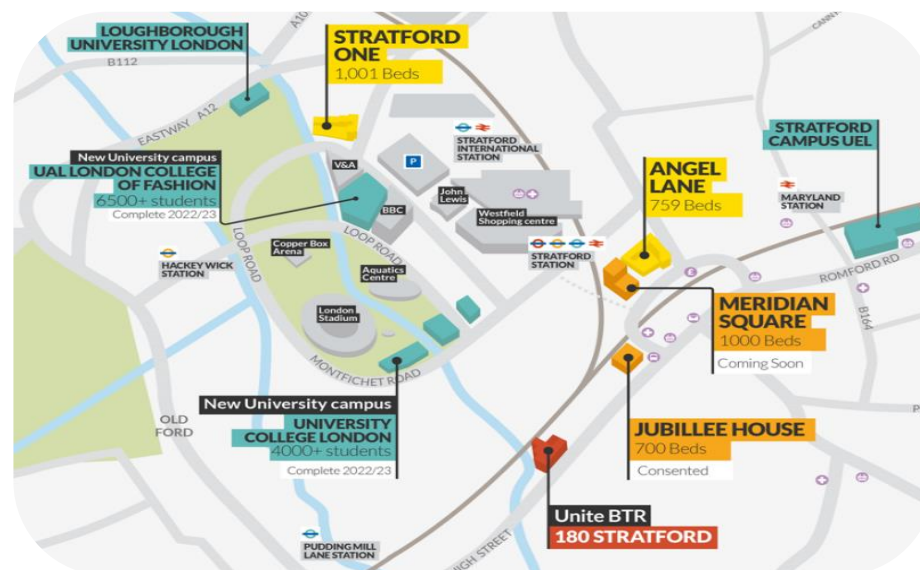 LOUGHBOROUGH
UNIVERSITY LONDON
B112
EASTWAY A12
STRATFORD
ONE
1,001 Beds
New University campus
UAL LONDON COLLEGE
OF FASHION
6500+ students
Complete 2022/23
V&A
P
STRATFORD
INTERNATIONAL
STATION
John
Lewis
BBC
Westfield
Shopping centre
ANGEL
LANE
759 Beds
STRATFORD
CAMPUS UEL
MARYLAND
STATION
HACKEY WICK
STATION
LOOP ROAD
Copper Box
Arena
LOOP ROAD
Aquatics
Centre
STRATFORD
STATION
London
Stadium
ROMFORD RD
B164
MERIDIAN
SQUARE
1000 Beds
Coming Soon
MONTFICHET ROAD
New University campus
UNIVERSITY
COLLEGE LONDON
4000+ students
Complete 2022/23
OLD
FORD
JUBILLEE HOUSE
700 Beds
Consented
Unite BTR
180 STRATFORD
PUDDING MILL
LANE STATION